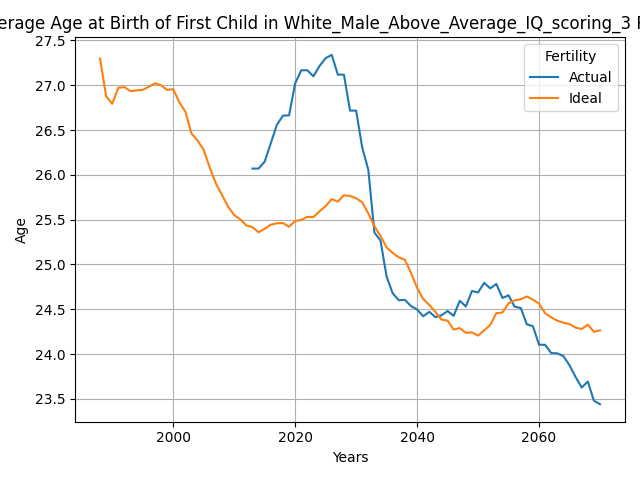 verage Age at Birth of First Child in White_Male_Above_Average_IQ_scoring_3
27.5
27.0
26.5
26.0
25.5
25.0
24.5
24.0
23.5
Age
Fertility
Actual
Ideal
2000
2020
2040
2060
Years